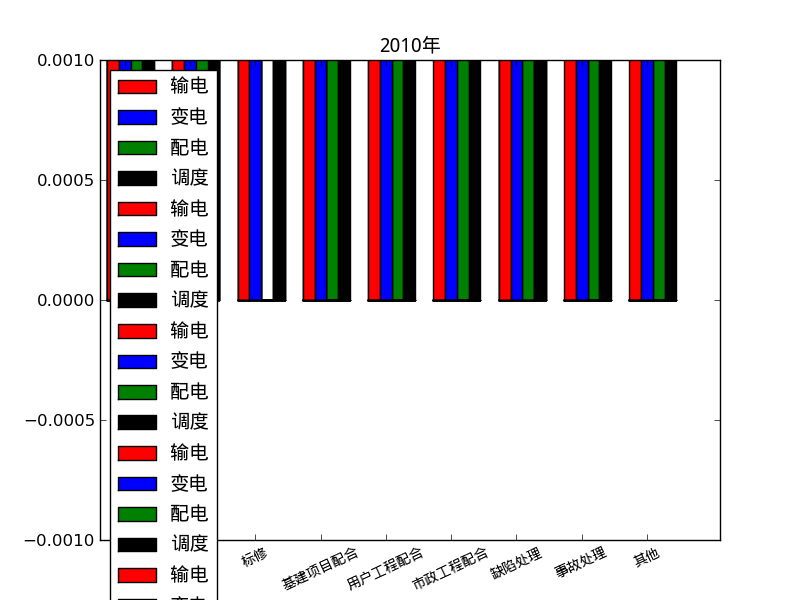 2010年
0.0010
0.0005
0.0000
−0.0005
−0.0010
输电
变电
配电
调度
输电
变电
配电
调度
输电
变电
配电
调度
输电
变电
配电
调度
输电
标修
基建项目配合
用户工程配合
市政工程配合
缺陷处理
事故处理
其他